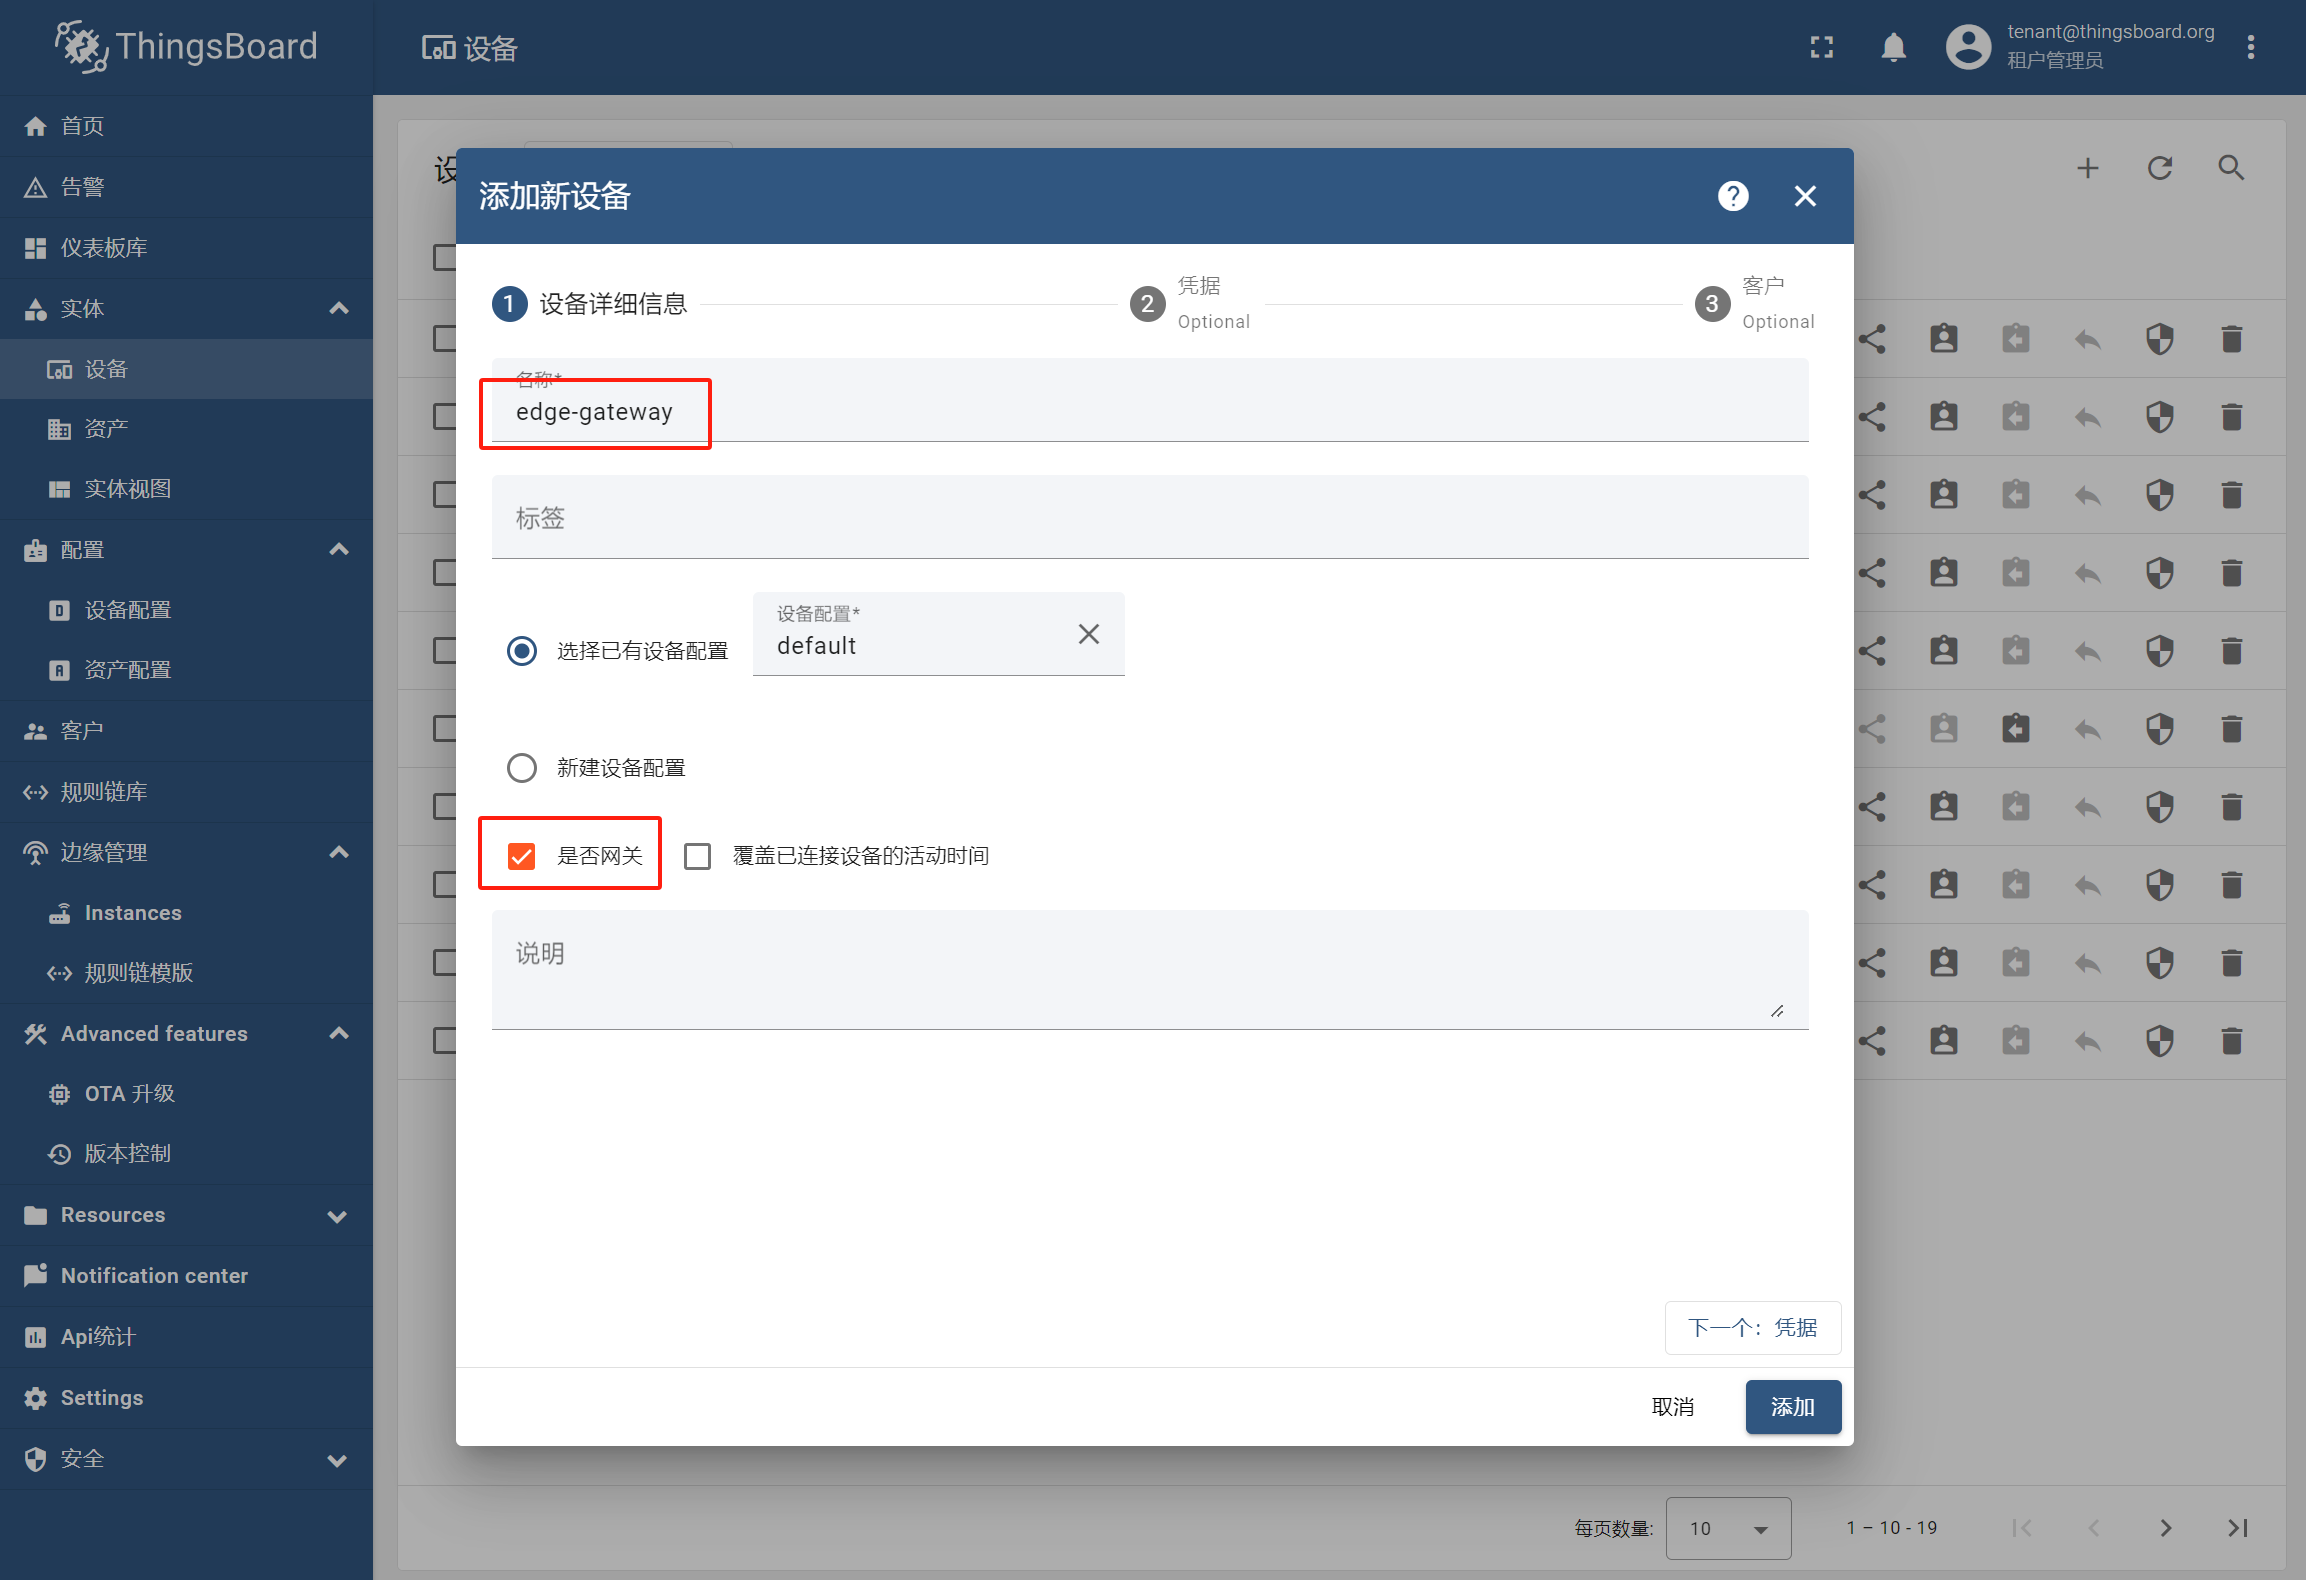 ThingsBoard
设备
tenant@thingsboard.org
租户管理员
首页
告警
仪表板库
实体
设备
资产
实体视图
配置
设备配置
资产配置
客户
规则链库
边缘管理
Instances
规则链模版
Advanced features
OTA 升级
版本控制
Resources
Notification center
Api统计
Settings
安全
设
添加新设备
1 设备详细信息
2 凭据
Optional
3 客户
Optional
名称*
edge-gateway
标签
选择已有设备配置
设备配置*
default
新建设备配置
是否网关
覆盖已连接设备的活动时间
说明
下一个：凭据
取消
添加
每页数量:
10
1 – 10 - 19